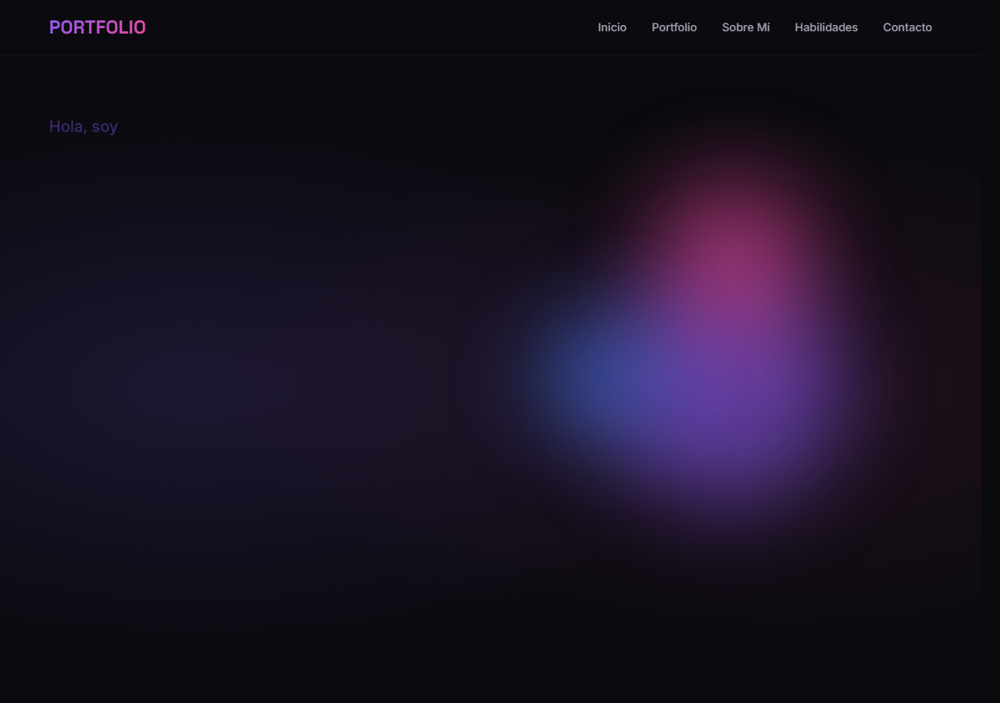 PORTFOLIO
Inicio Portfolio Sobre Mí Habilidades Contacto
Hola, soy